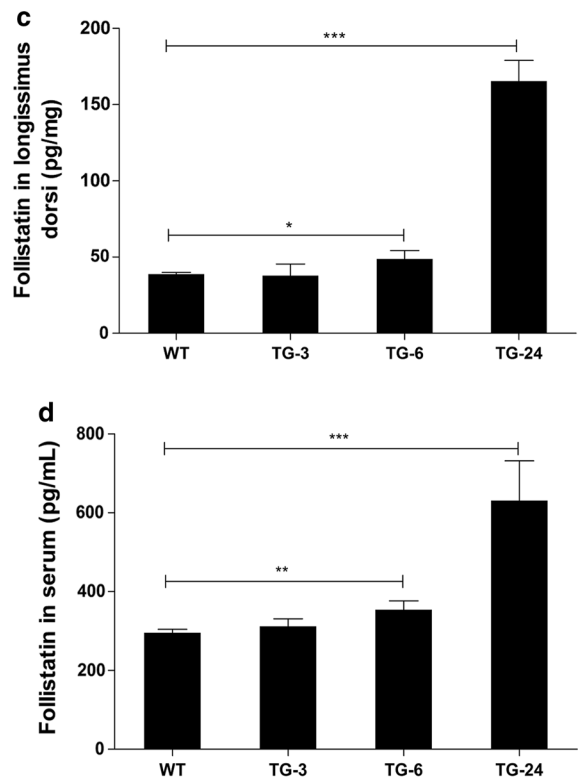 c
Follistatin in longissimus
dorsi (pg/mg)
200
150
100
50
0
***
*
WT TG-3 TG-6 TG-24
d
Follistatin in serum (pg/mL)
800
600
400
200
0
***
**
WT TG-3 TG-6 TG-24